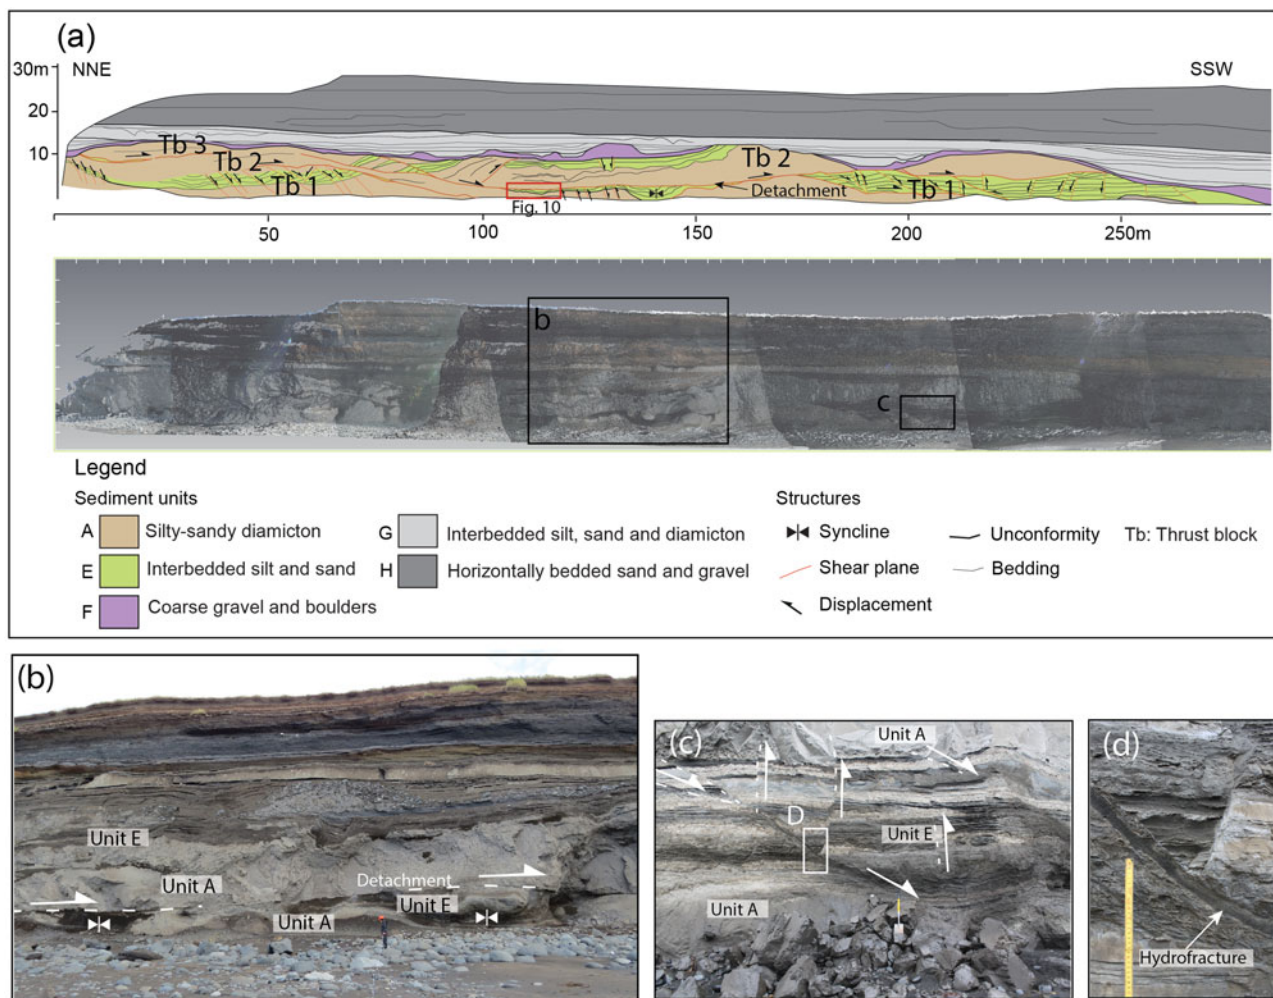 (a)
30m
NNE
SSW
20
10
Tb 3
Tb 2
Tb 1
Tb 2
Detachment
Tb 1
Fig. 10
50
100
150
200
250m
b
c
Legend
Sediment units
A Silty-sandy diamicton
E Interbedded silt and sand
F Coarse gravel and boulders
G Interbedded silt, sand and diamicton
H Horizontally bedded sand and gravel
Structures
Syncline
Shear plane
Displacement
Unconformity
Bedding
Tb: Thrust block
(b)
Unit E
Unit A
Detachment
Unit E
Unit A
(c)
Unit A
D
Unit E
Unit A
(d)
Hydrofracture